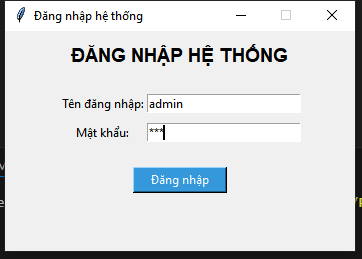 Đăng nhập hệ thống
ĐĂNG NHẬP HỆ THỐNG
Tên đăng nhập: admin
Mật khẩu: ***
Đăng nhập